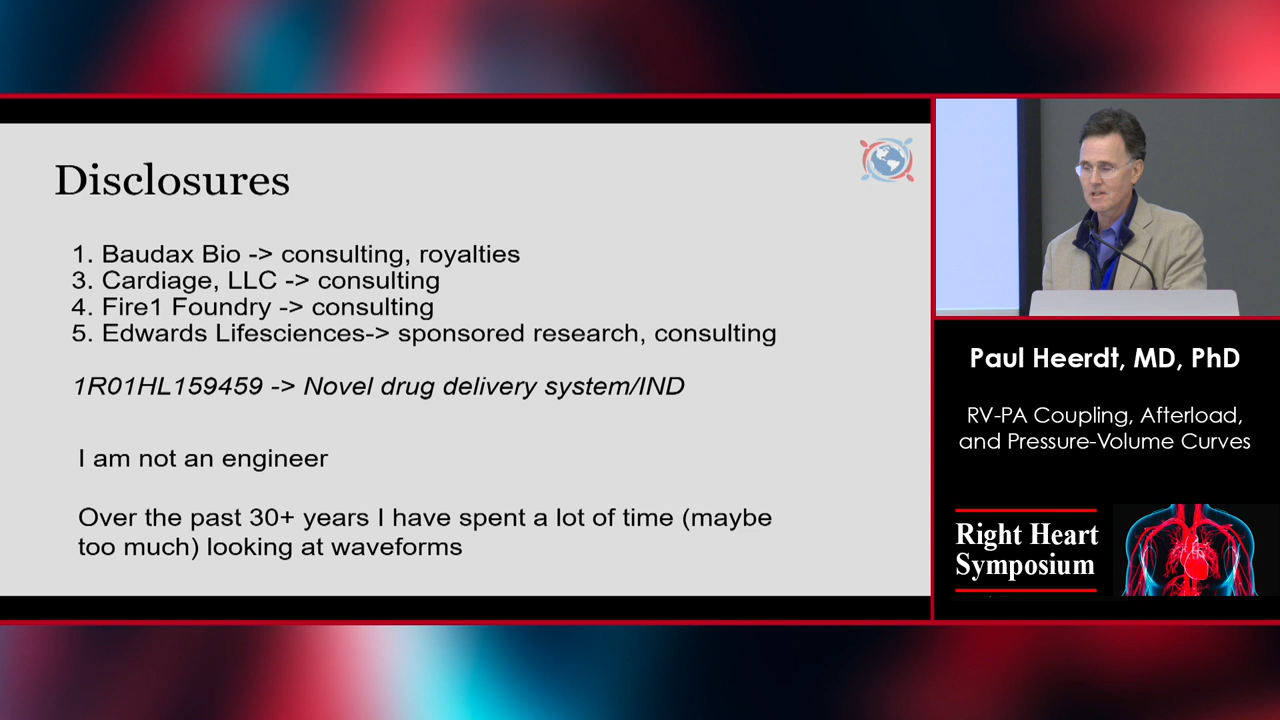 Disclosures
1. Baudax Bio -> consulting, royalties
3. Cardiage, LLC -> consulting
4. Fire1 Foundry -> consulting
5. Edwards Lifesciences-> sponsored research, consulting
1R01HL159459 -> Novel drug delivery system/IND
I am not an engineer
Over the past 30+ years I have spent a lot of time (maybe
too much) looking at waveforms
Paul Heerdt, MD, PhD
RV-PA Coupling, Afterload,
and Pressure-Volume Curves
Right Heart
Symposium